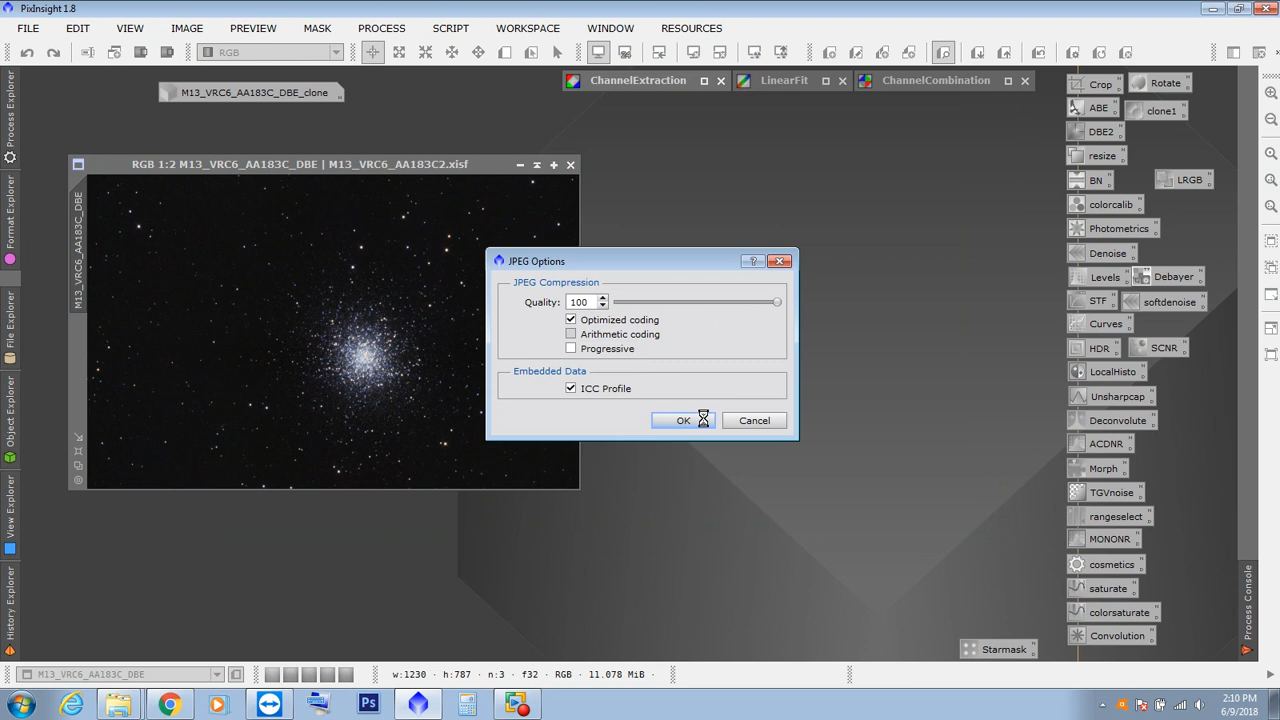 PixInsight 1.8
FILE EDIT VIEW IMAGE PROCESS PREVIEW MASK SCRIPT WORKSPACE WINDOW RESOURCES
RGB
M13_VRC6_AA183C_DBE_clone
ChannelExtraction
LinearFit
ChannelCombination
Process Explorer
Format Explorer
File Explorer
Object Explorer
View Explorer
History Explorer
RGB 1:2 M13_VRC6_AA183C_DBE | M13_VRC6_AA183C2.xisf
M13_VRC6_AA183C_DBE
JPEG Options
JPEG Compression
Quality: 100
Optimized coding
Arithmetic coding
Progressive
Embedded Data
ICC Profile
OK Cancel
Crop Rotate
ABE clone1
DBE2
resize
BN LRGB
colorcalib
Photometrics
Denoise
Levels Debayer
STF softdenoise
Curves
HDR SCNR
LocalHisto
Unsharpcap
Deconvolute
ACDNR
Morph
TGVnoise
rangeselect
MONONR
cosmetics
saturate
colorsaturate
Convolution
Starmask
Process Console
M13_VRC6_AA183C_DBE
w:1230 · h:787 · n:3 · f32 · RGB · 11.078 MiB
Ps
2:10 PM
6/9/2018